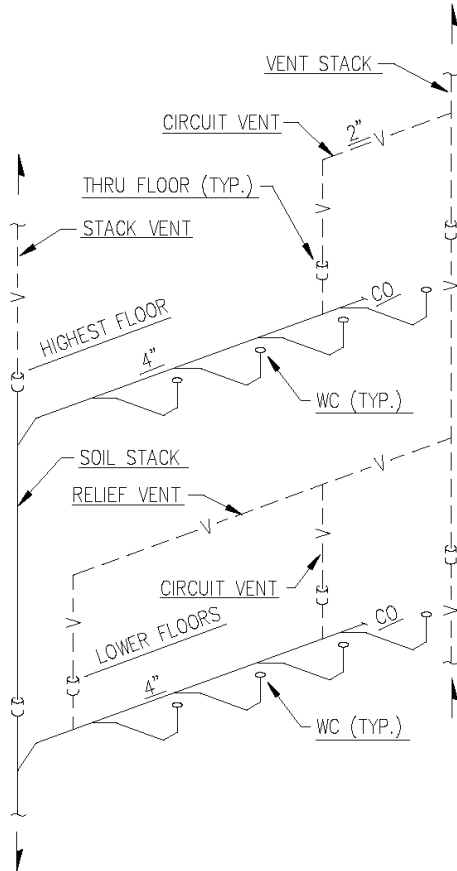 VENT STACK
2"
CIRCUIT VENT
V
THRU FLOOR (TYP.)
V
STACK VENT
V
V
CO
HIGHEST FLOOR
4"
WC (TYP.)
SOIL STACK
V
RELIEF VENT
V
V
CIRCUIT VENT
CO
V
V
LOWER FLOORS
4"
WC (TYP.)